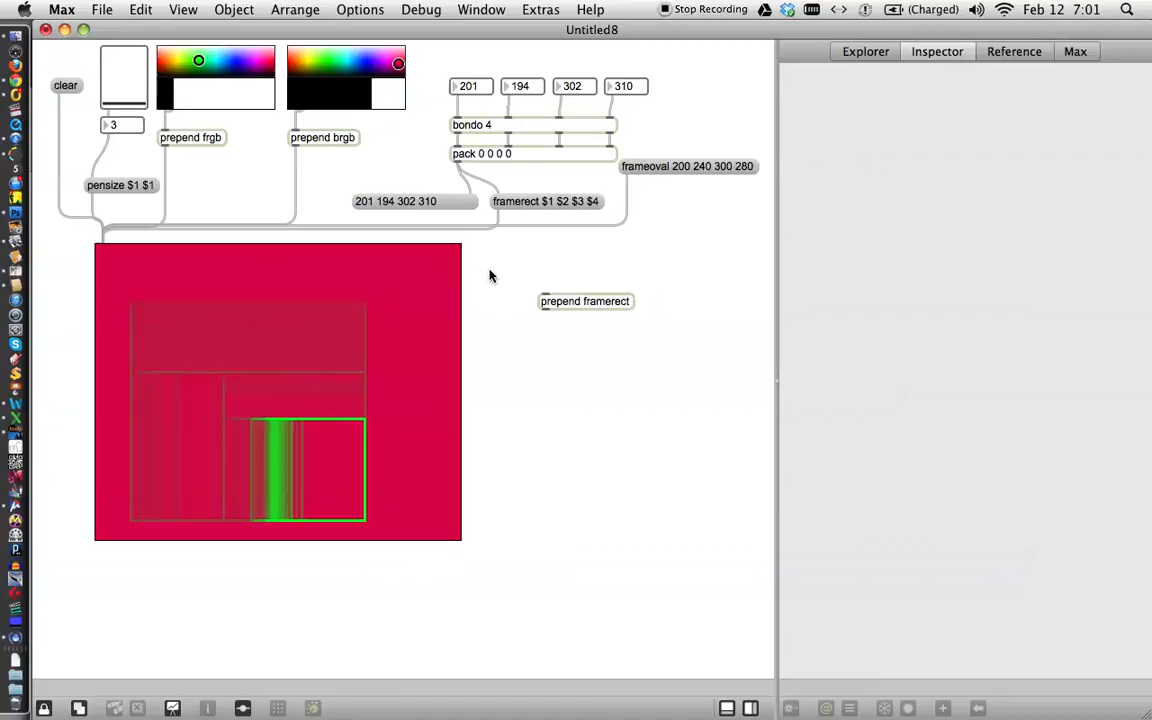 Max File Edit View Object Arrange Options Debug Window Extras Help Stop Recording (Charged) Feb 12 7:01
Untitled8
Explorer Inspector Reference Max
clear
201 194 302 310
3
bondo 4
prepend frgb prepend brgb
pack 0 0 0 0
frameoval 200 240 300 280
pensize $1 $1
201 194 302 310 framerect $1 $2 $3 $4
prepend framerect